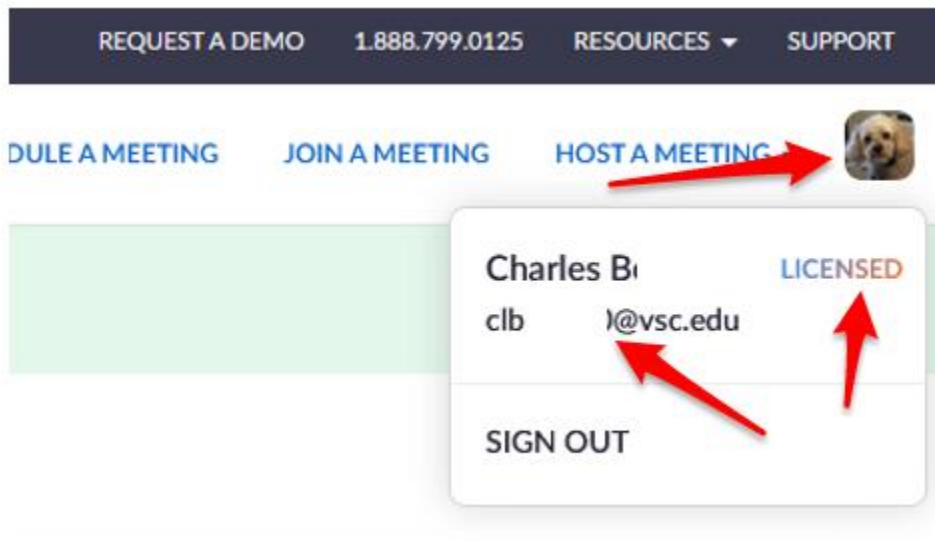 REQUEST A DEMO 1.888.799.0125 RESOURCES SUPPORT
DULE A MEETING JOIN A MEETING HOST A MEETING
Charles B LICENSED
clb @vsc.edu
SIGN OUT